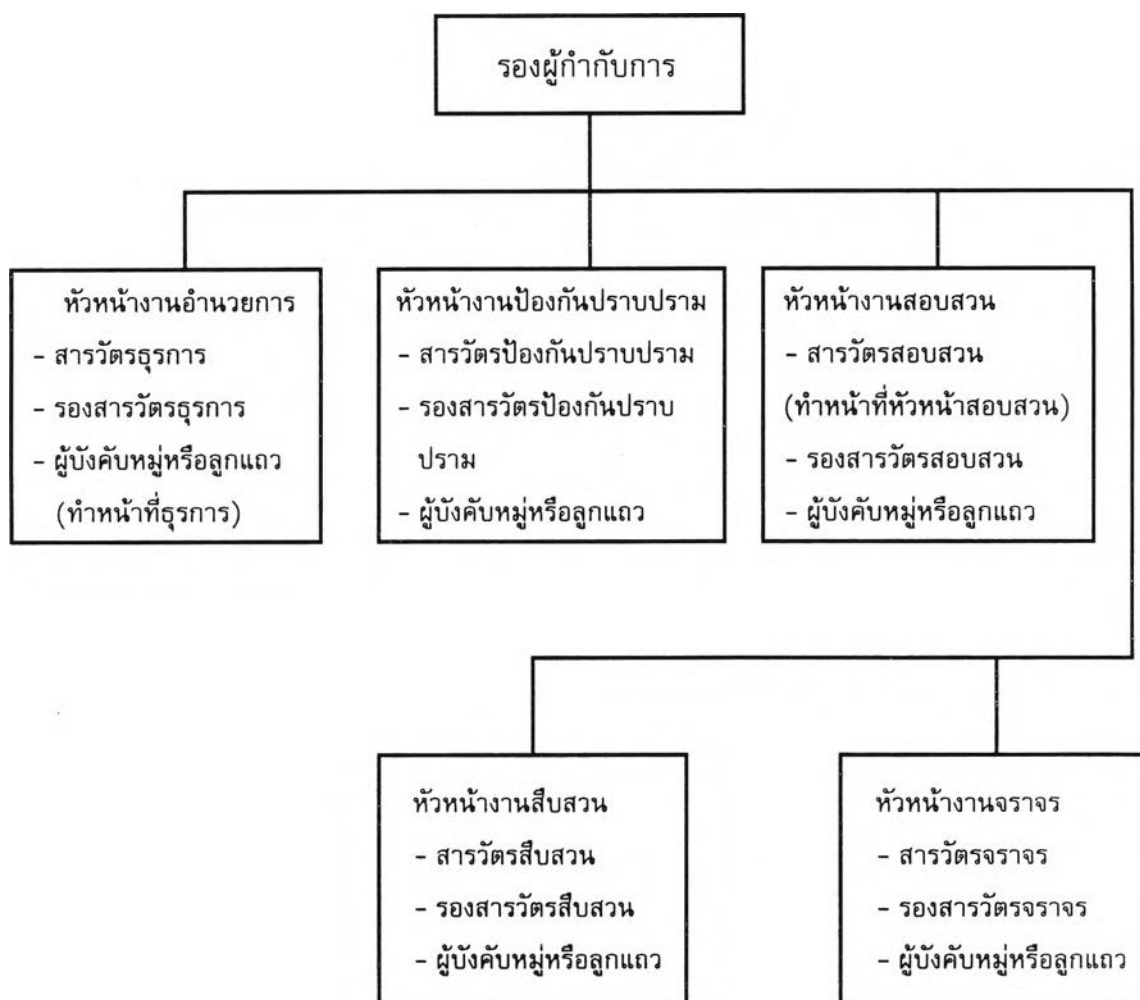 รองผู้กำกับการ
หัวหน้างานอำนวยการ
- สารวัตรธุรการ
- รองสารวัตรธุรการ
- ผู้บังคับหมู่หรือลูกแถว
(ทำหน้าที่ธุรการ)
หัวหน้างานป้องกันปราบปราม
- สารวัตรป้องกันปราบปราม
- รองสารวัตรป้องกันปราบ
ปราม
- ผู้บังคับหมู่หรือลูกแถว
หัวหน้างานสอบสวน
- สารวัตรสอบสวน
(ทำหน้าที่หัวหน้าสอบสวน)
- รองสารวัตรสอบสวน
- ผู้บังคับหมู่หรือลูกแถว
หัวหน้างานสืบสวน
- สารวัตรสืบสวน
- รองสารวัตรสืบสวน
- ผู้บังคับหมู่หรือลูกแถว
หัวหน้างานจราจร
- สารวัตรจราจร
- รองสารวัตรจราจร
- ผู้บังคับหมู่หรือลูกแถว